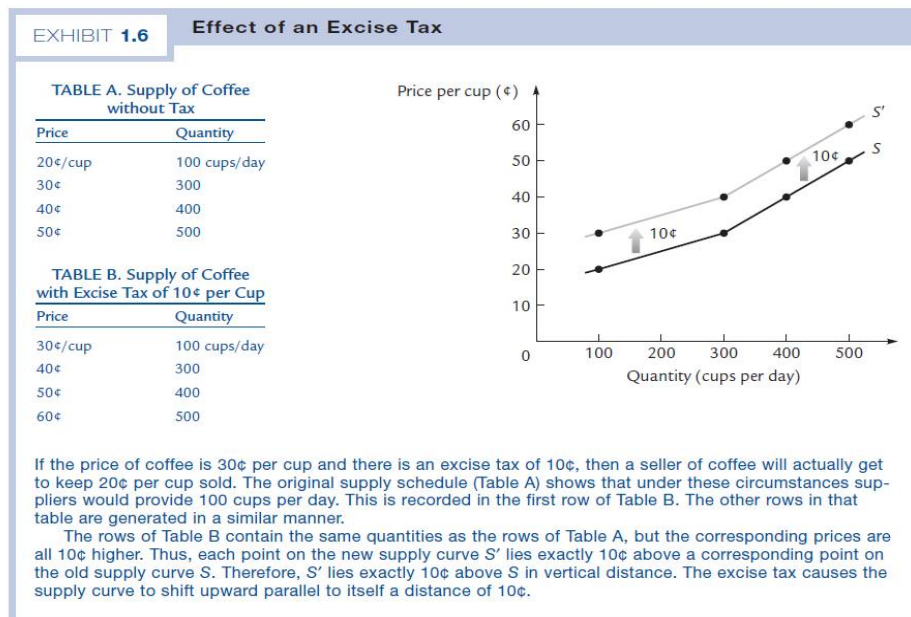 EXHIBIT 1.6
Effect of an Excise Tax
TABLE A. Supply of Coffee
without Tax
Price Quantity
20¢/cup 100 cups/day
30¢ 300
40¢ 400
50¢ 500
TABLE B. Supply of Coffee
with Excise Tax of 10¢ per Cup
Price Quantity
30¢/cup 100 cups/day
40¢ 300
50¢ 400
60¢ 500
Price per cup (¢)
60
50
40
30
20
10
0
S'
S
10¢
10¢
100 200 300 400 500
Quantity (cups per day)
If the price of coffee is 30¢ per cup and there is an excise tax of 10¢, then a seller of coffee will actually get
to keep 20¢ per cup sold. The original supply schedule (Table A) shows that under these circumstances sup-
pliers would provide 100 cups per day. This is recorded in the first row of Table B. The other rows in that
table are generated in a similar manner.
The rows of Table B contain the same quantities as the rows of Table A, but the corresponding prices are
all 10¢ higher. Thus, each point on the new supply curve S' lies exactly 10¢ above a corresponding point on
the old supply curve S. Therefore, S' lies exactly 10¢ above S in vertical distance. The excise tax causes the
supply curve to shift upward parallel to itself a distance of 10¢.